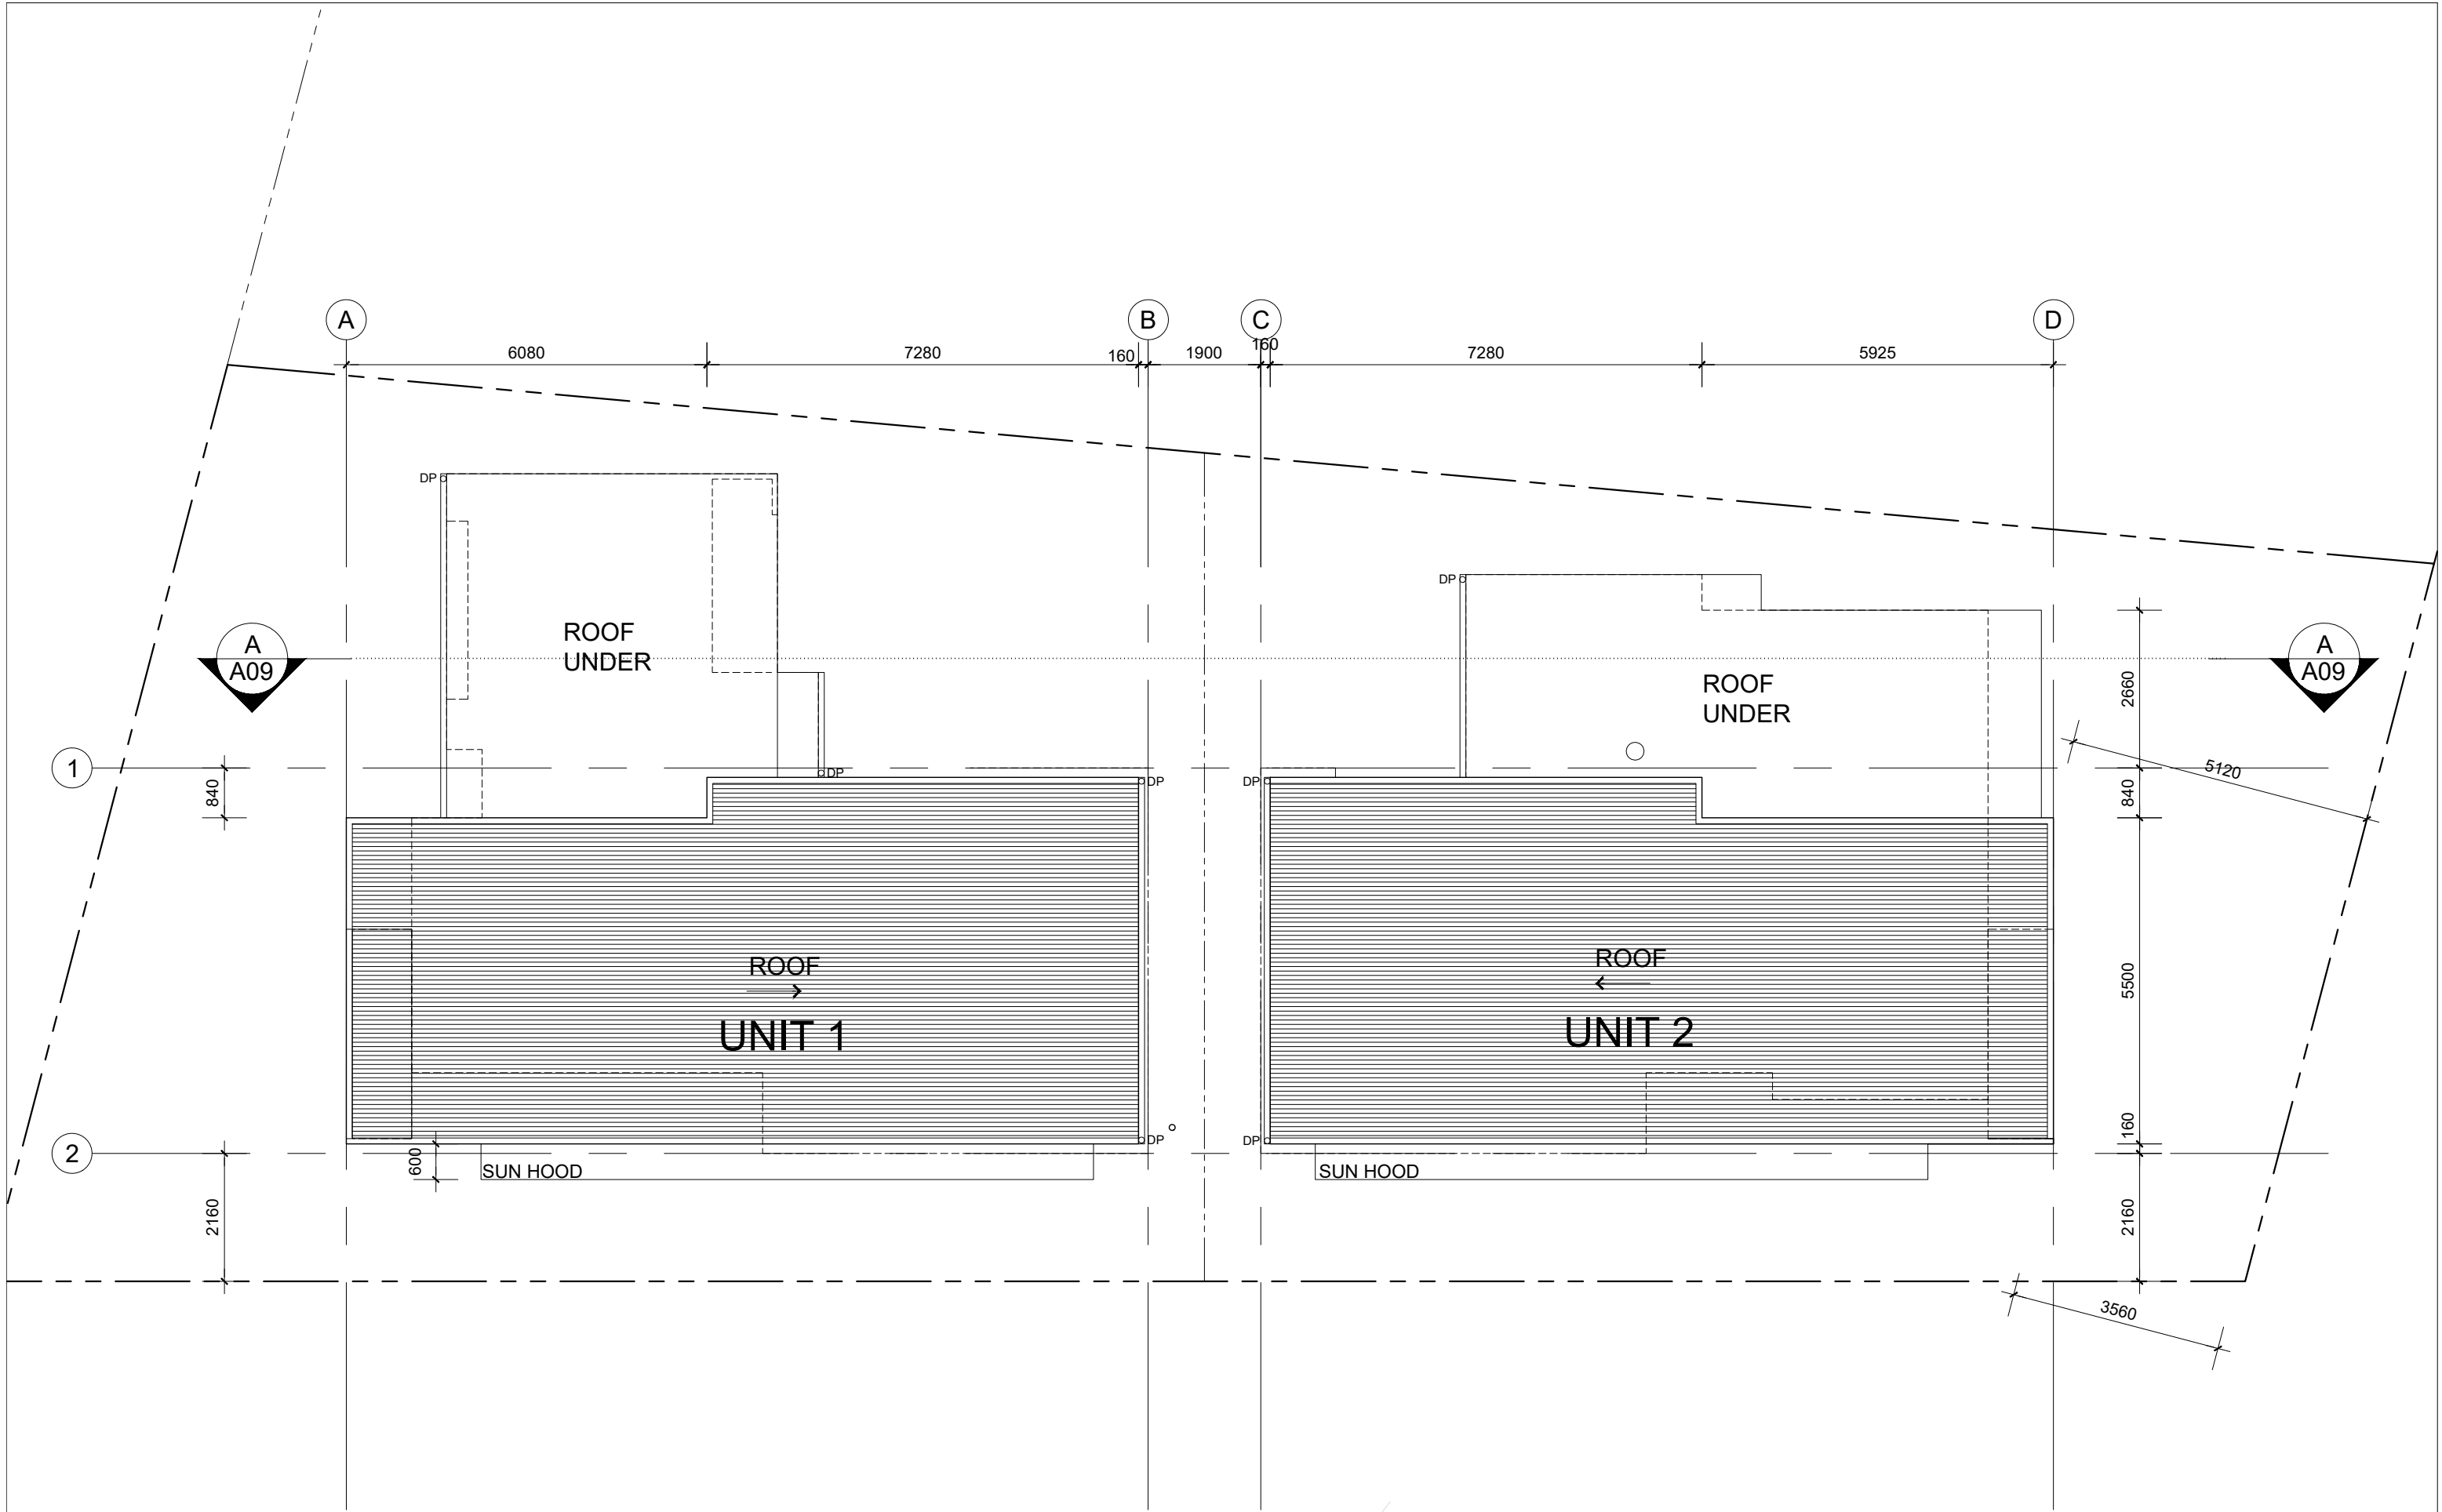 A
B
C
D
6080
7280
160
1900
160
7280
5925
DP
DP
ROOF
UNDER
A
A09
A
A09
ROOF
UNDER
2660
1
840
DP
DP
DP
5120
840
ROOF
ROOF
UNIT 1
UNIT 2
5500
160
2
DP
DP
600
SUN HOOD
SUN HOOD
2160
2160
3560